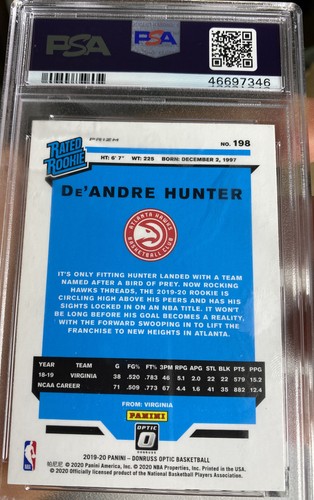 PSA
PSA
46697346
RATED
ROOKIE
PRIZM
NO. 198
HT: 6' 7" WT: 225 BORN: DECEMBER 2, 1997
DE'ANDRE HUNTER
ATLANTA HAWKS
BASKETBALL CLUB
IT'S ONLY FITTING HUNTER LANDED WITH A TEAM
NAMED AFTER A BIRD OF PREY. NOW ROCKING
HAWKS THREADS, THE 2019-20 ROOKIE IS
CIRCLING HIGH ABOVE HIS PEERS AND HAS HIS
SIGHTS LOCKED IN ON AN NBA TITLE. IT WON'T
BE LONG BEFORE HIS GOAL BECOMES A REALITY,
WITH THE FORWARD SWOOPING IN TO LIFT THE
FRANCHISE TO NEW HEIGHTS IN ATLANTA.
YEAR TEAM G FG% FT% 3PM RPG APG STL BLK PTS PPG
18-19 VIRGINIA 38 .520 .783 46 5.1 2.0 22 22 579 15.2
NCAA CAREER 71 .509 .773 67 4.4 1.6 41 35 882 12.4
FROM: VIRGINIA
PANINI
OPTIC
DONRUSS
2019-20 PANINI – DONRUSS OPTIC BASKETBALL
© 2020 Panini America, Inc. © 2020 NBA Properties, Inc. Printed in the USA.
© 2020 Officially licensed product of the National Basketball Players Association.
NBA